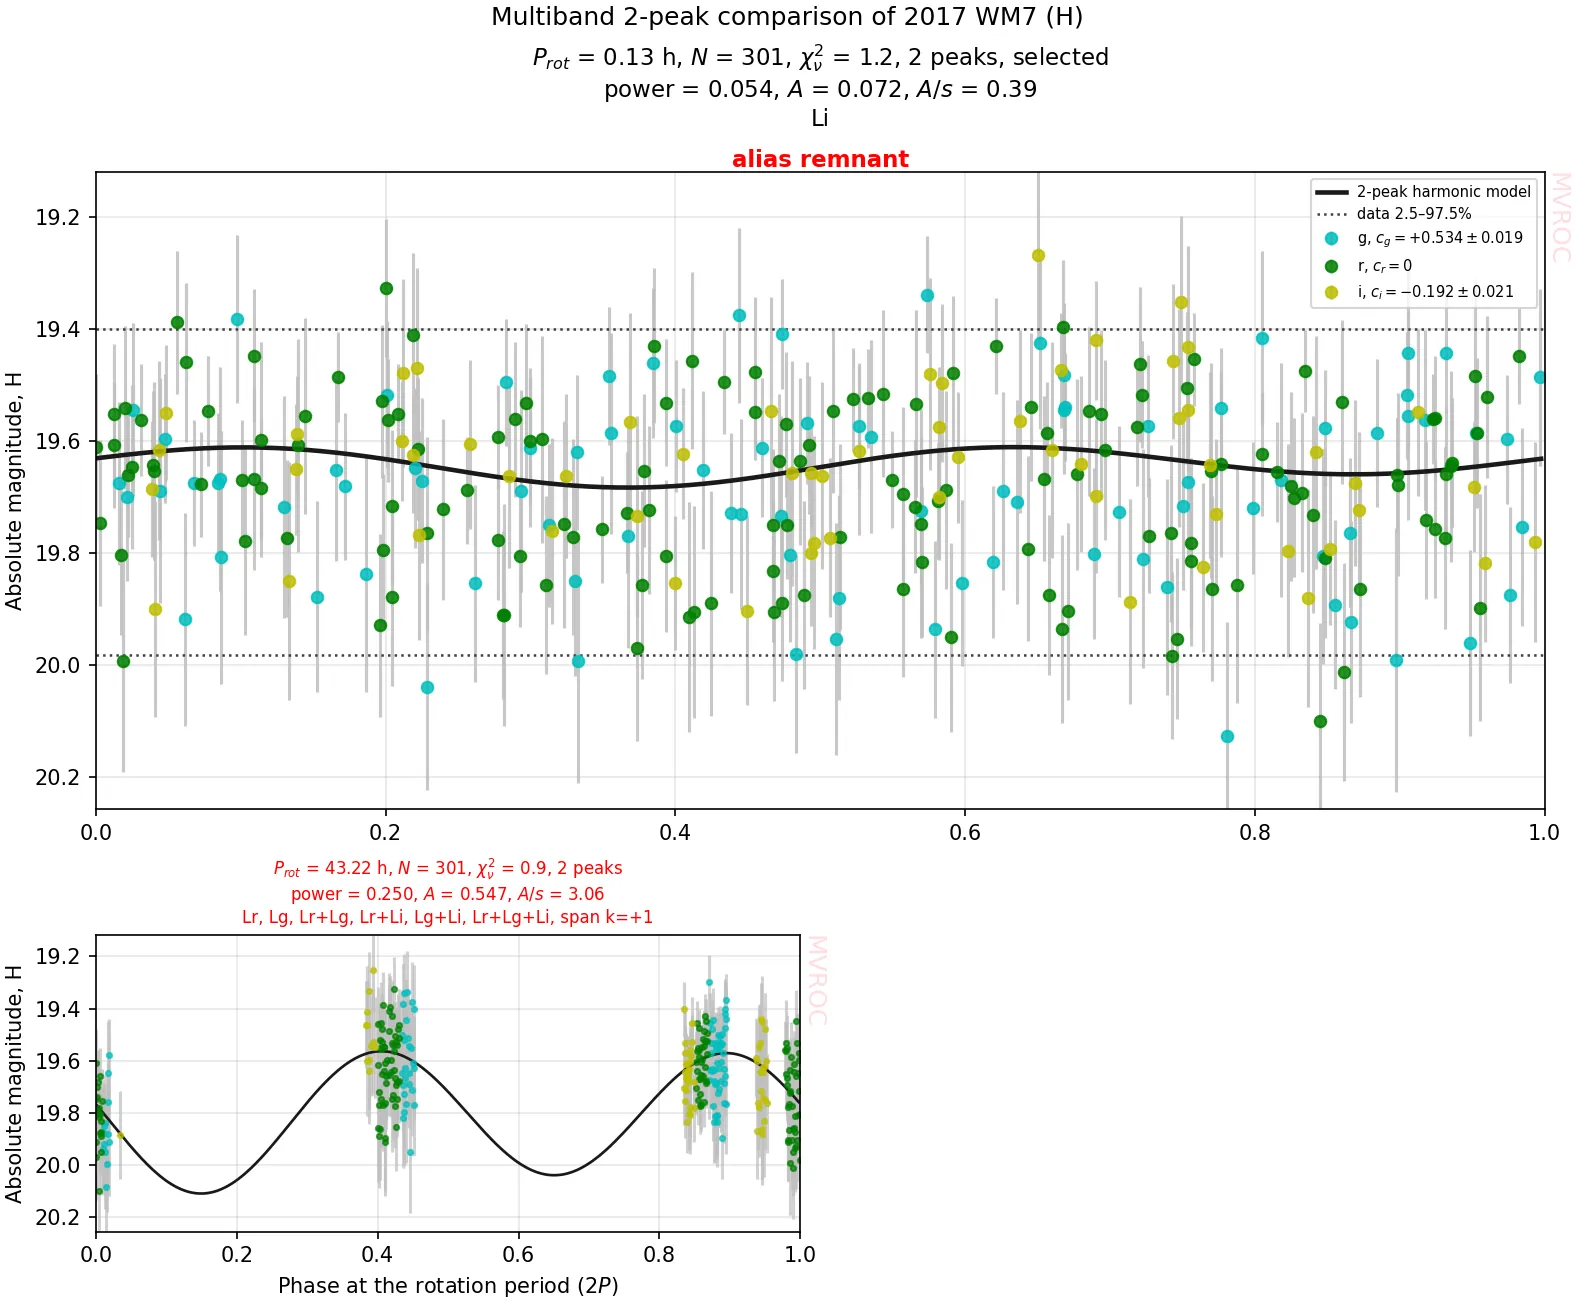 Multiband 2-peak comparison of 2017 WM7 (H)
P_rot = 0.13 h, N = 301, χ²_ν = 1.2, 2 peaks, selected
power = 0.054, A = 0.072, A/s = 0.39
Li
alias remnant
MVROC
2-peak harmonic model
data 2.5–97.5%
g, c_g = +0.534 ± 0.019
r, c_r = 0
i, c_i = −0.192 ± 0.021
Absolute magnitude, H
19.2
19.4
19.6
19.8
20.0
20.2
0.0 0.2 0.4 0.6 0.8 1.0
P_rot = 43.22 h, N = 301, χ²_ν = 0.9, 2 peaks
power = 0.250, A = 0.547, A/s = 3.06
Lr, Lg, Lr+Lg, Lr+Li, Lg+Li, Lr+Lg+Li, span k=+1
MVROC
Absolute magnitude, H
19.2
19.4
19.6
19.8
20.0
20.2
0.0 0.2 0.4 0.6 0.8 1.0
Phase at the rotation period (2P)